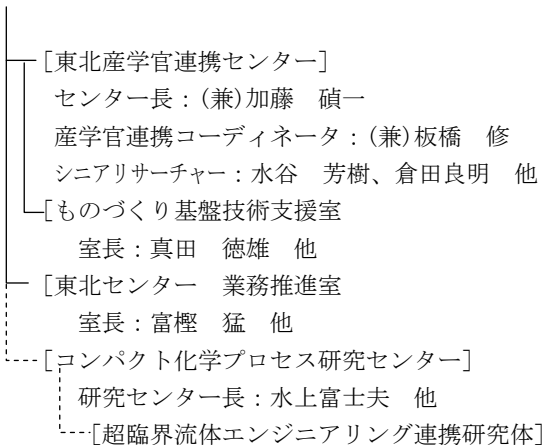 [東北産学官連携センター]
センター長：(兼)加藤　碵一
産学官連携コーディネータ：(兼)板橋　修
シニアリサーチャー：水谷　芳樹、倉田良明　他
[ものづくり基盤技術支援室
室長：真田　徳雄　他
[東北センター　業務推進室
室長：富樫　猛　他
[コンパクト化学プロセス研究センター]
研究センター長：水上富士夫　他
[超臨界流体エンジニアリング連携研究体]